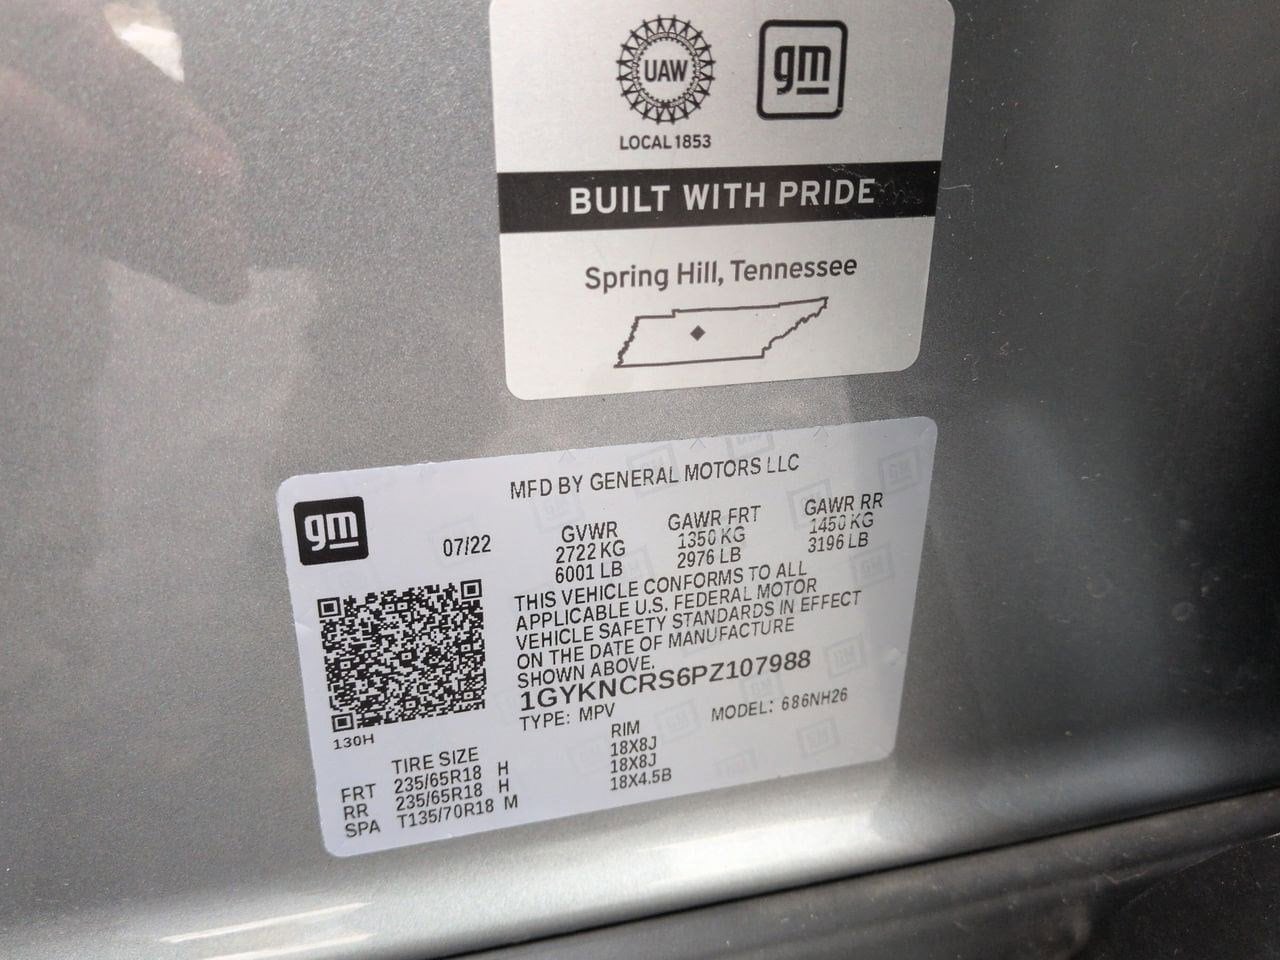 UAW
LOCAL 1853
gm
BUILT WITH PRIDE
Spring Hill, Tennessee
gm
MFD BY GENERAL MOTORS LLC
07/22
GVWR
2722 KG
6001 LB
GAWR FRT
1350 KG
2976 LB
GAWR RR
1450 KG
3196 LB
THIS VEHICLE CONFORMS TO ALL
APPLICABLE U.S. FEDERAL MOTOR
VEHICLE SAFETY STANDARDS IN EFFECT
ON THE DATE OF MANUFACTURE
SHOWN ABOVE.
1GYKNCRS6PZ107988
TYPE: MPV MODEL: 686NH26
130H
TIRE SIZE RIM
FRT 235/65R18 H 18X8J
RR 235/65R18 H 18X8J
SPA T135/70R18 M 18X4.5B